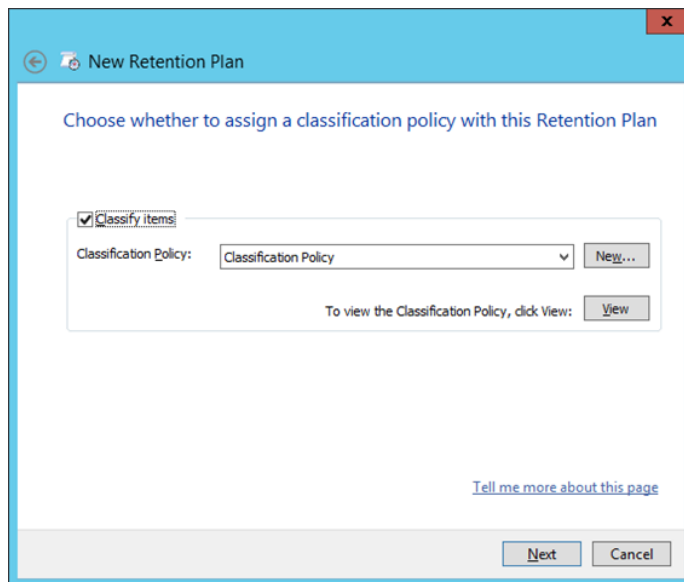 x
New Retention Plan
Choose whether to assign a classification policy with this Retention Plan
Classify items
Classification Policy: Classification Policy New...
To view the Classification Policy, click View: View
Tell me more about this page
Next Cancel